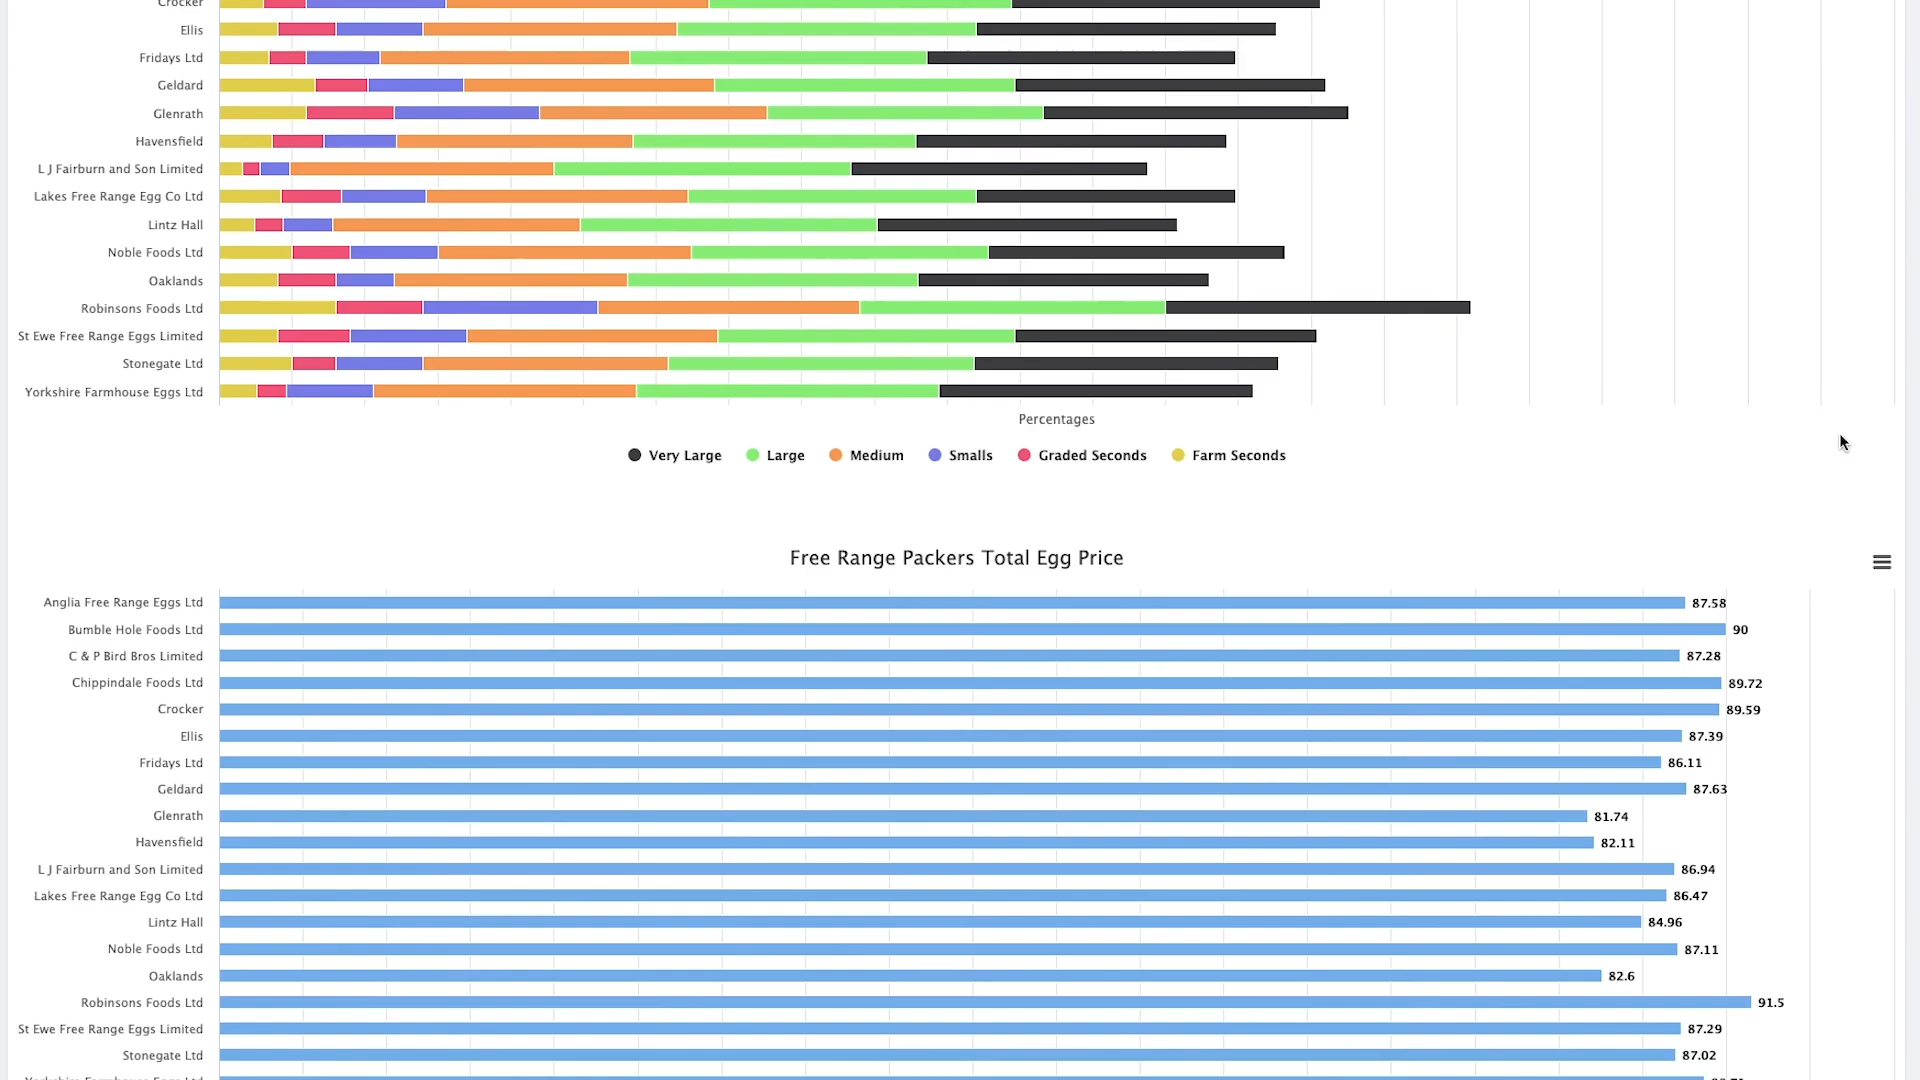 Crocker
Ellis
Fridays Ltd
Geldard
Glenrath
Havensfield
L J Fairburn and Son Limited
Lakes Free Range Egg Co Ltd
Lintz Hall
Noble Foods Ltd
Oaklands
Robinsons Foods Ltd
St Ewe Free Range Eggs Limited
Stonegate Ltd
Yorkshire Farmhouse Eggs Ltd
Percentages
Very Large Large Medium Smalls Graded Seconds Farm Seconds
Free Range Packers Total Egg Price
Anglia Free Range Eggs Ltd 87.58
Bumble Hole Foods Ltd 90
C & P Bird Bros Limited 87.28
Chippindale Foods Ltd 89.72
Crocker 89.59
Ellis 87.39
Fridays Ltd 86.11
Geldard 87.63
Glenrath 81.74
Havensfield 82.11
L J Fairburn and Son Limited 86.94
Lakes Free Range Egg Co Ltd 86.47
Lintz Hall 84.96
Noble Foods Ltd 87.11
Oaklands 82.6
Robinsons Foods Ltd 91.5
St Ewe Free Range Eggs Limited 87.29
Stonegate Ltd 87.02
Yorkshire Farmhouse Eggs Ltd